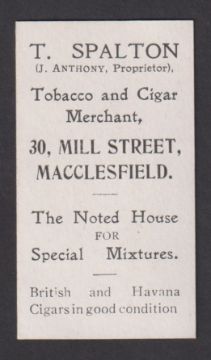 T. SPALTON
(J. ANTHONY, Proprietor),
Tobacco and Cigar
Merchant,
30, MILL STREET,
MACCLESFIELD.
The Noted House
FOR
Special Mixtures.
British and Havana
Cigars in good condition